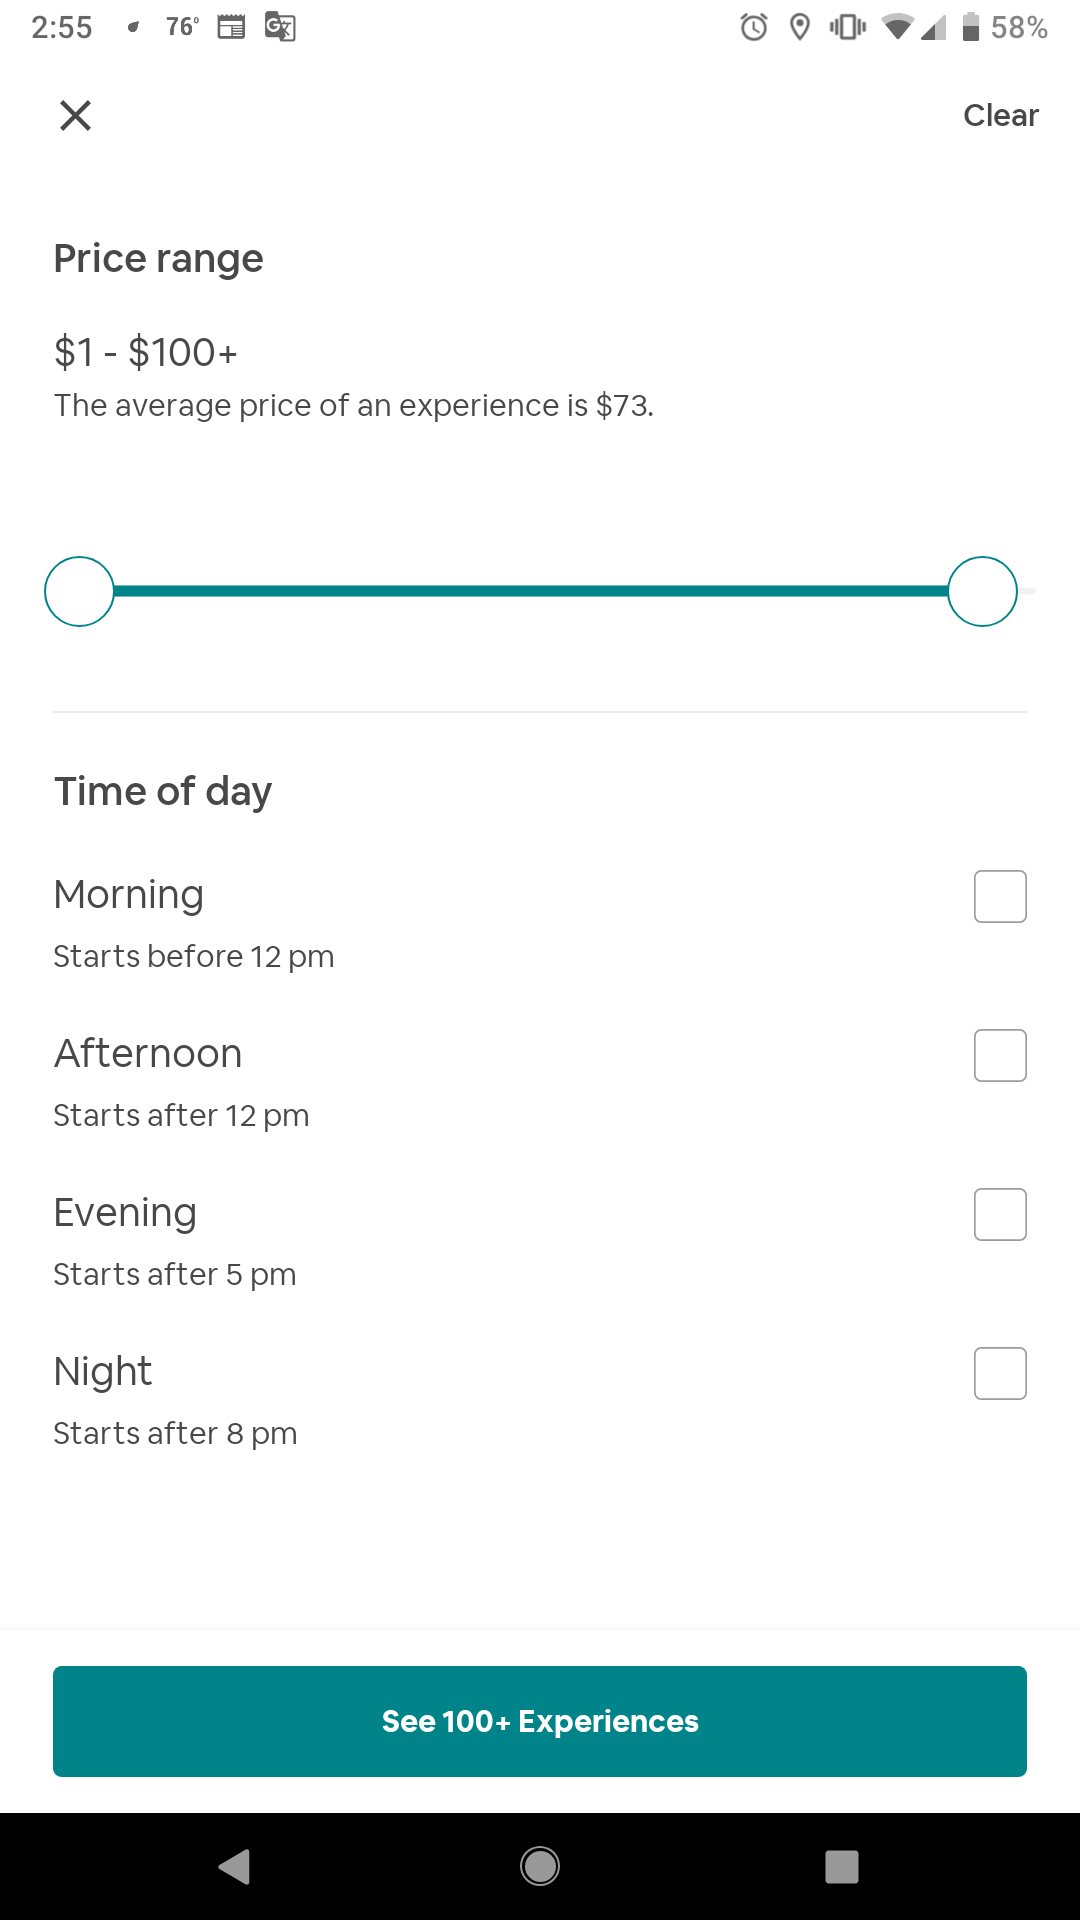 2:55 76° 58%
Clear
Price range
$1 - $100+
The average price of an experience is $73.
Time of day
Morning
Starts before 12 pm
Afternoon
Starts after 12 pm
Evening
Starts after 5 pm
Night
Starts after 8 pm
See 100+ Experiences